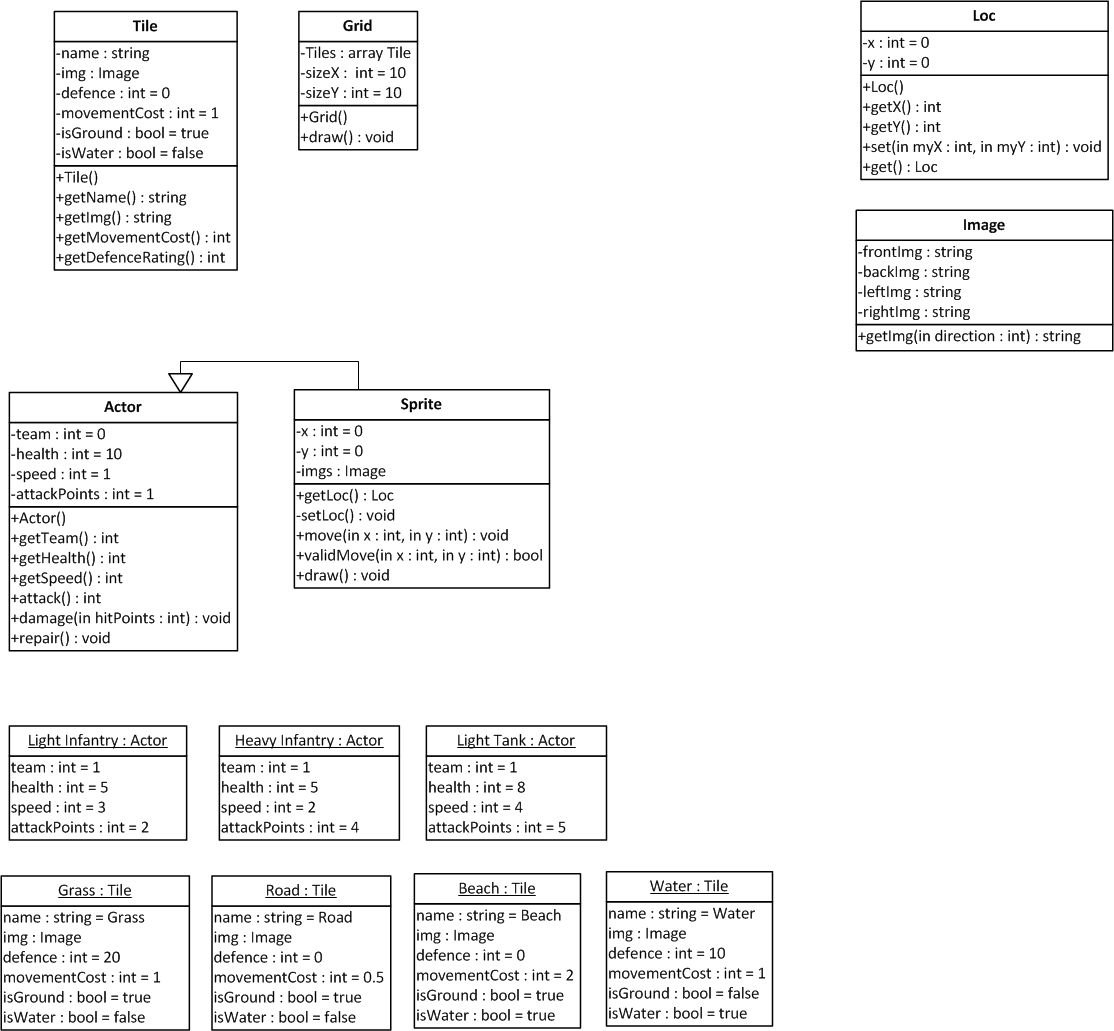 Tile
-name : string
-img : Image
-defence : int = 0
-movementCost : int = 1
-isGround : bool = true
-isWater : bool = false
+Tile()
+getName() : string
+getImg() : string
+getMovementCost() : int
+getDefenceRating() : int
Grid
-Tiles : array Tile
-sizeX : int = 10
-sizeY : int = 10
+Grid()
+draw() : void
Loc
-x : int = 0
-y : int = 0
+Loc()
+getX() : int
+getY() : int
+set(in myX : int, in myY : int) : void
+get() : Loc
Image
-frontImg : string
-backImg : string
-leftImg : string
-rightImg : string
+getImg(in direction : int) : string
Actor
-team : int = 0
-health : int = 10
-speed : int = 1
-attackPoints : int = 1
+Actor()
+getTeam() : int
+getHealth() : int
+getSpeed() : int
+attack() : int
+damage(in hitPoints : int) : void
+repair() : void
Sprite
-x : int = 0
-y : int = 0
-imgs : Image
+getLoc() : Loc
-setLoc() : void
+move(in x : int, in y : int) : void
+validMove(in x : int, in y : int) : bool
+draw() : void
Light Infantry : Actor
team : int = 1
health : int = 5
speed : int = 3
attackPoints : int = 2
Heavy Infantry : Actor
team : int = 1
health : int = 5
speed : int = 2
attackPoints : int = 4
Light Tank : Actor
team : int = 1
health : int = 8
speed : int = 4
attackPoints : int = 5
Grass : Tile
name : string = Grass
img : Image
defence : int = 20
movementCost : int = 1
isGround : bool = true
isWater : bool = false
Road : Tile
name : string = Road
img : Image
defence : int = 0
movementCost : int = 0.5
isGround : bool = true
isWater : bool = false
Beach : Tile
name : string = Beach
img : Image
defence : int = 0
movementCost : int = 2
isGround : bool = true
isWater : bool = true
Water : Tile
name : string = Water
img : Image
defence : int = 10
movementCost : int = 1
isGround : bool = false
isWater : bool = true